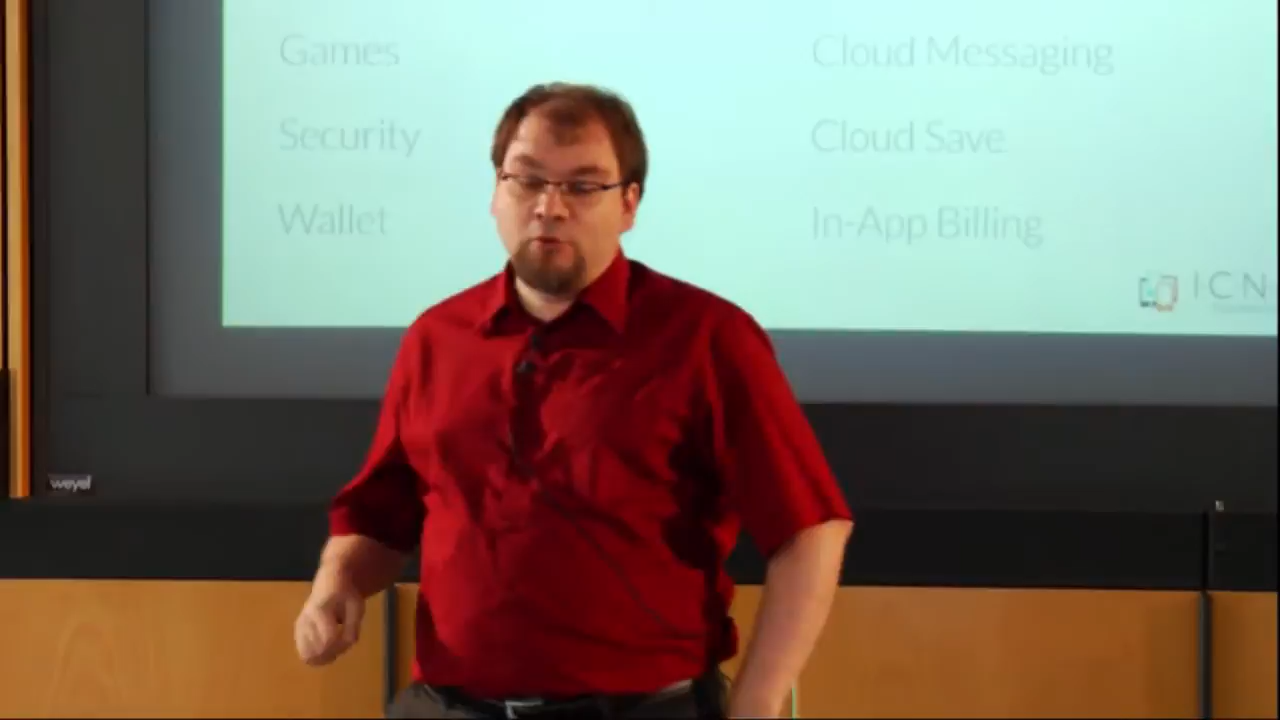 Games
Security
Wallet
Cloud Messaging
Cloud Save
In-App Billing
ICN
weyel